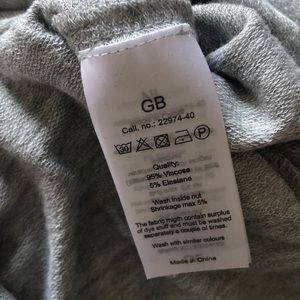 GB
Call. no.: 22974-40
30 P
Quality:
95% Viscose
5% Elastane
Wash inside out
Shrinkage max 5%
The fabric migth contain surplus
of dye stuff and must be washed
separately a couple of times.
Wash with similar colours
Made in China